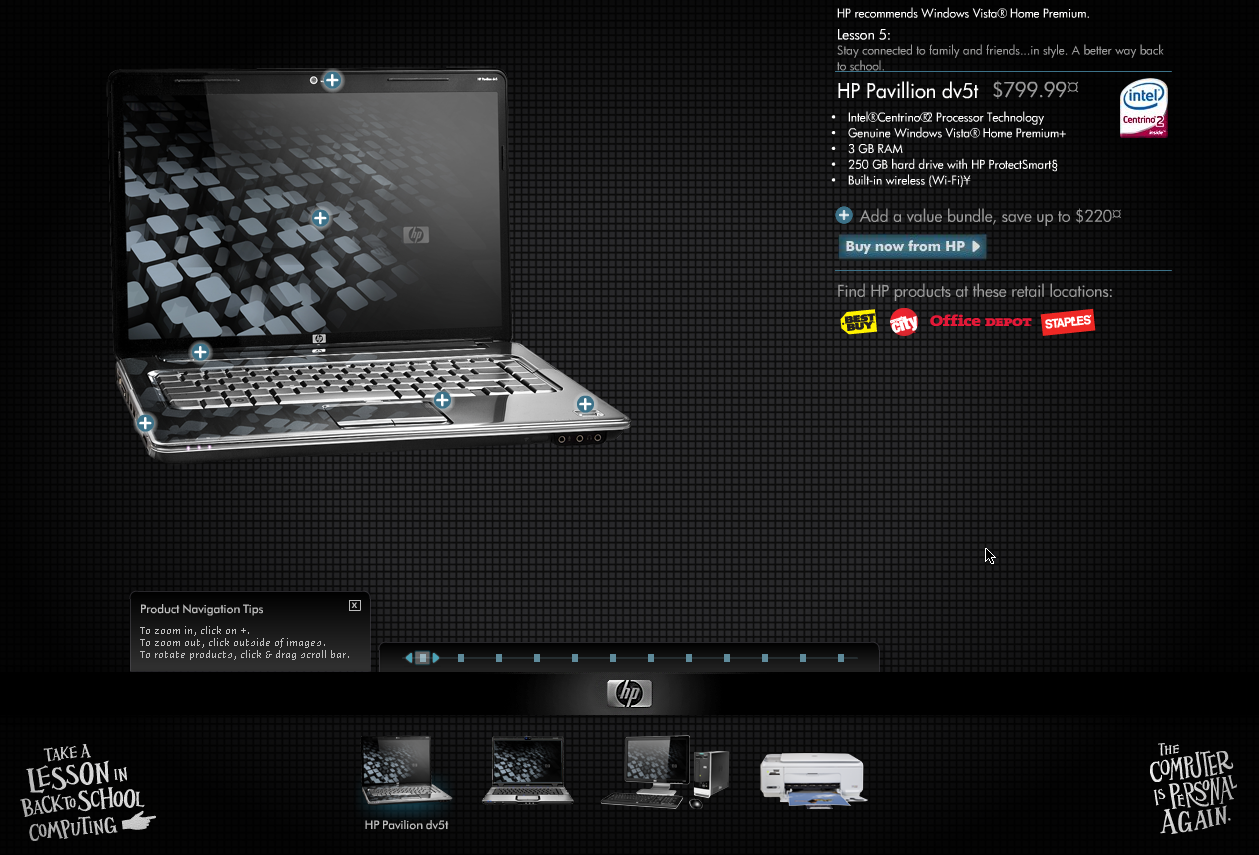 HP recommends Windows Vista® Home Premium.
Lesson 5:
Stay connected to family and friends...in style. A better way back
to school.
HP Pavillion dv5t $799.99¤
intel
Centrino 2
inside™
• Intel®Centrino®2 Processor Technology
• Genuine Windows Vista® Home Premium+
• 3 GB RAM
• 250 GB hard drive with HP ProtectSmart§
• Built-in wireless (Wi-Fi)¥
Add a value bundle, save up to $220¤
Buy now from HP
Find HP products at these retail locations:
BEST BUY
city
Office DEPOT
STAPLES
hp
Product Navigation Tips
X
To zoom in, click on +.
To zoom out, click outside of images.
To rotate products, click & drag scroll bar.
hp
TAKE A
LESSON IN
BACK TO SCHOOL
COMPUTING
HP Pavilion dv5t
THE
COMPUTER
IS PERSONAL
AGAIN.